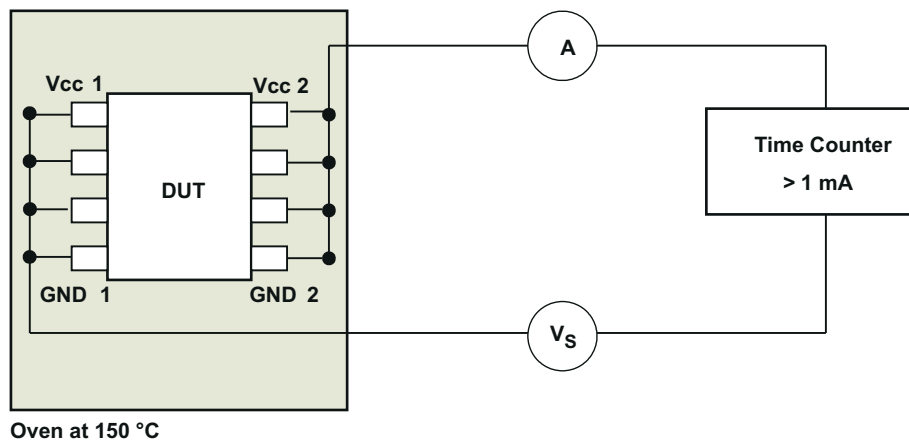 A
Vcc 1
Vcc 2
Time Counter
> 1 mA
DUT
GND 1
GND 2
VS
Oven at 150 °C